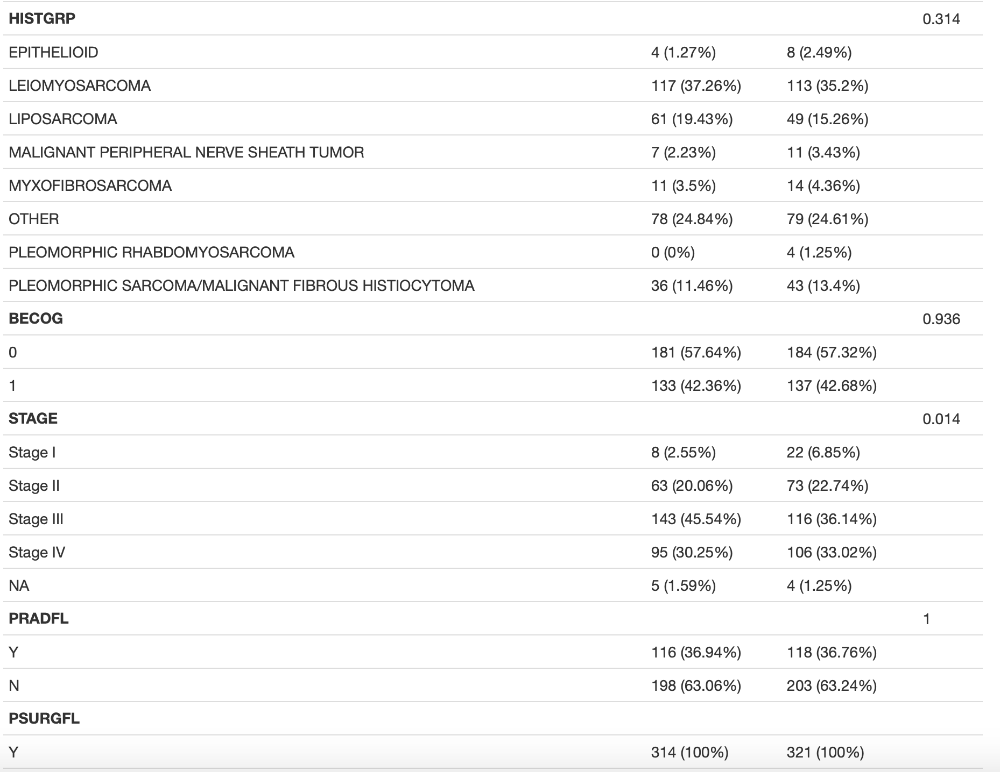 HISTGRP 0.314
EPITHELIOID 4 (1.27%) 8 (2.49%)
LEIOMYOSARCOMA 117 (37.26%) 113 (35.2%)
LIPOSARCOMA 61 (19.43%) 49 (15.26%)
MALIGNANT PERIPHERAL NERVE SHEATH TUMOR 7 (2.23%) 11 (3.43%)
MYXOFIBROSARCOMA 11 (3.5%) 14 (4.36%)
OTHER 78 (24.84%) 79 (24.61%)
PLEOMORPHIC RHABDOMYOSARCOMA 0 (0%) 4 (1.25%)
PLEOMORPHIC SARCOMA/MALIGNANT FIBROUS HISTIOCYTOMA 36 (11.46%) 43 (13.4%)
BECOG 0.936
0 181 (57.64%) 184 (57.32%)
1 133 (42.36%) 137 (42.68%)
STAGE 0.014
Stage I 8 (2.55%) 22 (6.85%)
Stage II 63 (20.06%) 73 (22.74%)
Stage III 143 (45.54%) 116 (36.14%)
Stage IV 95 (30.25%) 106 (33.02%)
NA 5 (1.59%) 4 (1.25%)
PRADFL 1
Y 116 (36.94%) 118 (36.76%)
N 198 (63.06%) 203 (63.24%)
PSURGFL
Y 314 (100%) 321 (100%)